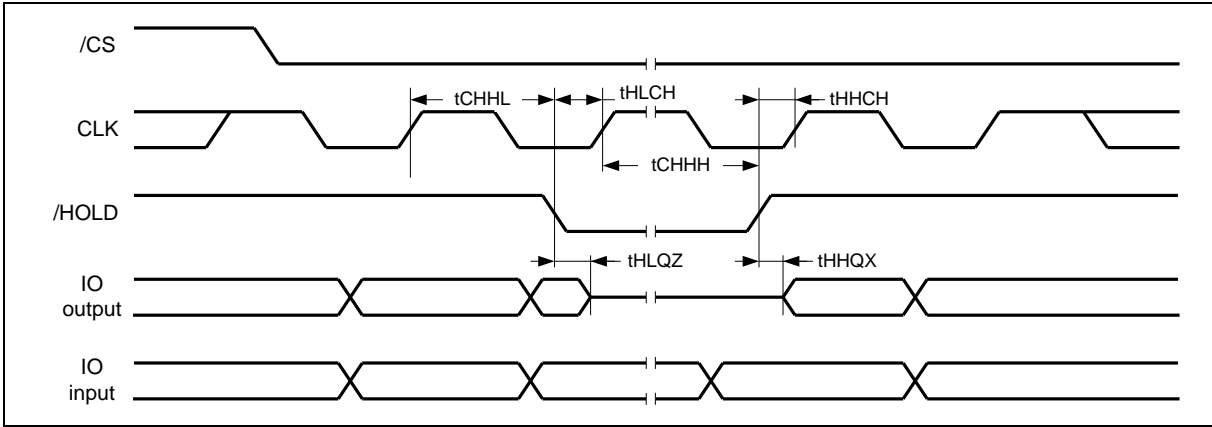 /CS
tCHHL
tHLCH
tHHCH
CLK
tCHHH
/HOLD
tHLQZ
tHHQX
IO
output
IO
input